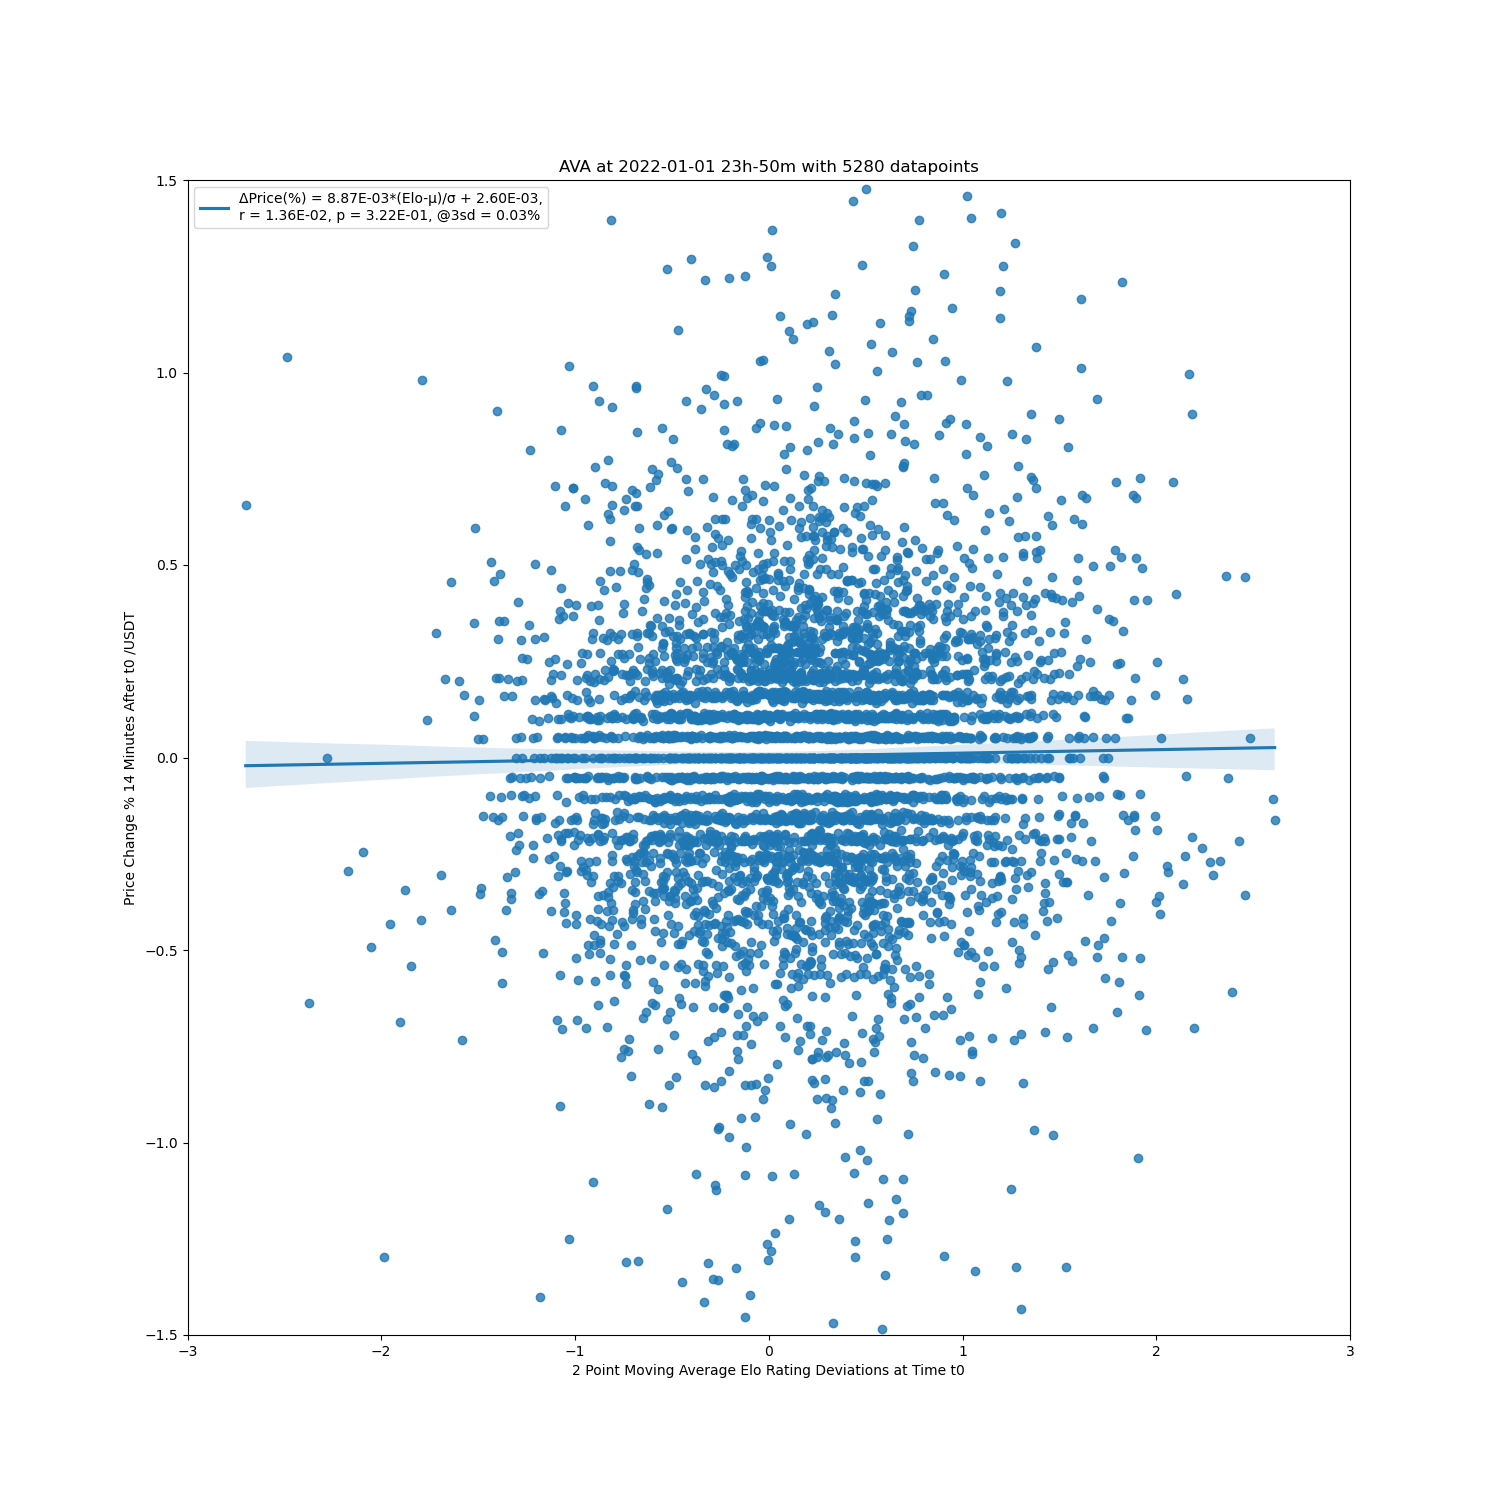 AVA at 2022-01-01 23h-50m with 5280 datapoints
ΔPrice(%) = 8.87E-03*(Elo-μ)/σ + 2.60E-03,
r = 1.36E-02, p = 3.22E-01, @3sd = 0.03%
1.5
1.0
0.5
0.0
−0.5
−1.0
−1.5
Price Change % 14 Minutes After t0 /USDT
−3
−2
−1
0
1
2
3
2 Point Moving Average Elo Rating Deviations at Time t0